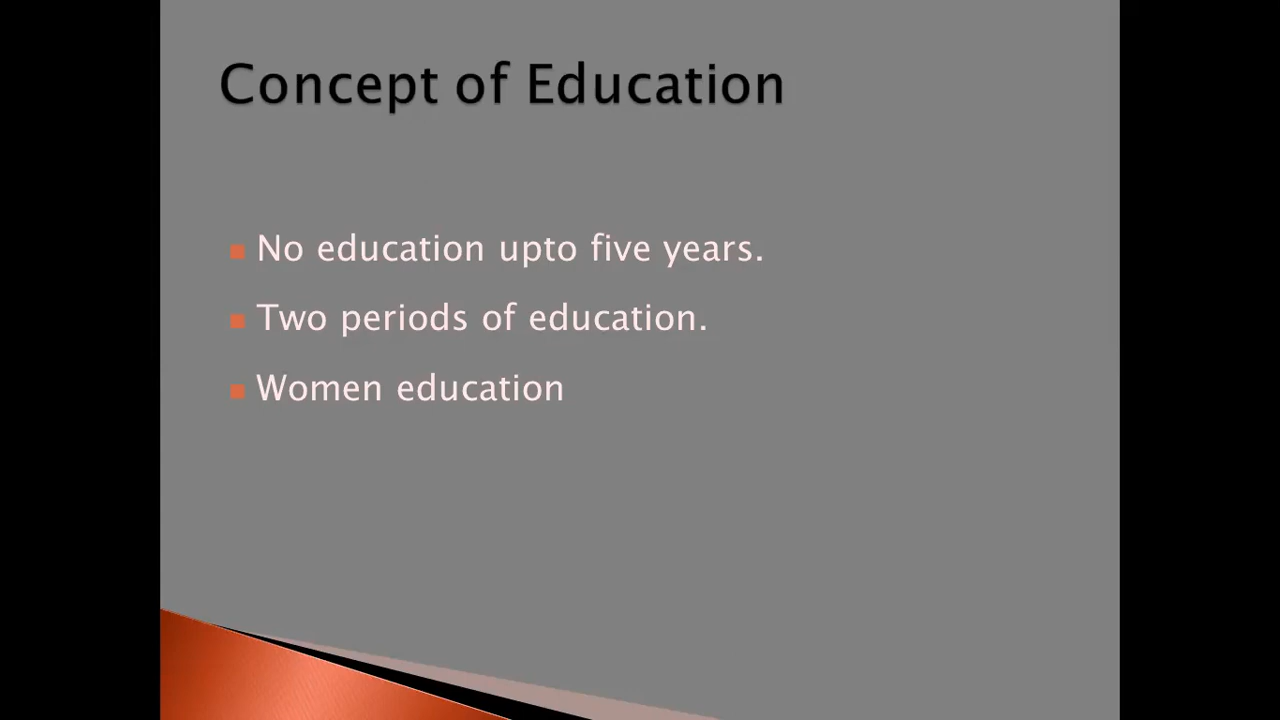 Concept of Education
No education upto five years.
Two periods of education.
Women education